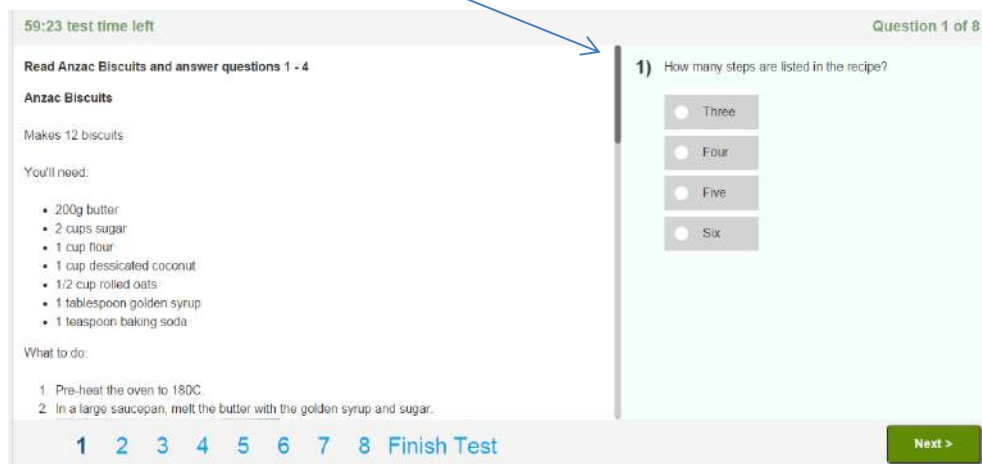 59:23 test time left
Question 1 of 8
Read Anzac Biscuits and answer questions 1 - 4
Anzac Biscuits
Makes 12 biscuits
You'll need:
• 200g butter
• 2 cups sugar
• 1 cup flour
• 1 cup dessicated coconut
• 1/2 cup rolled oats
• 1 tablespoon golden syrup
• 1 teaspoon baking soda
What to do:
1. Pre-heat the oven to 180C.
2. In a large saucepan, melt the butter with the golden syrup and sugar.
1) How many steps are listed in the recipe?
Three
Four
Five
Six
1 2 3 4 5 6 7 8 Finish Test
Next >